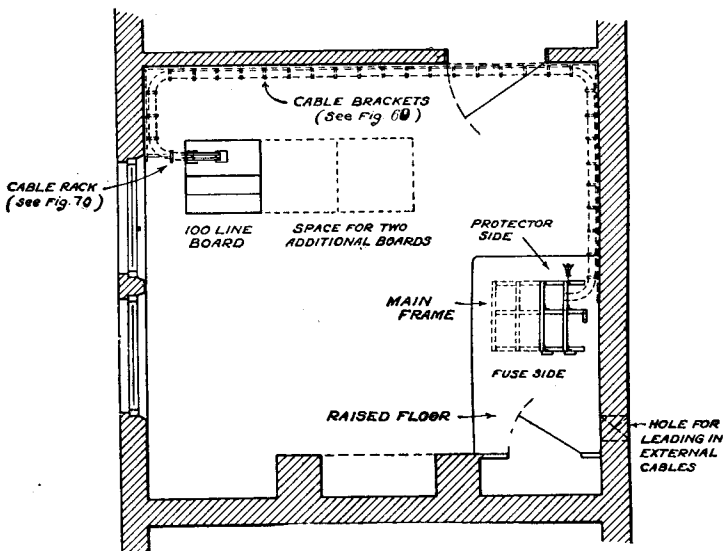 CABLE BRACKETS
(See Fig. 69)
CABLE RACK
(See Fig. 70)
100 LINE
BOARD
SPACE FOR TWO
ADDITIONAL BOARDS
PROTECTOR
SIDE
MAIN
FRAME
FUSE SIDE
RAISED FLOOR
HOLE FOR
LEADING IN
EXTERNAL
CABLES